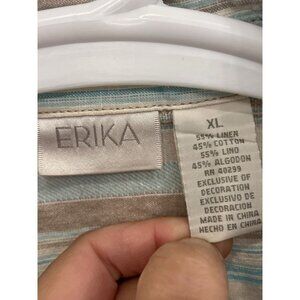 ERIKA
XL
55% LINEN
45% COTTON
55% LINO
45% ALGODON
RN 40299
EXCLUSIVE OF
DECORATION
EXCLUSIVO DE
DECORACION
MADE IN CHINA
HECHO EN CHINA